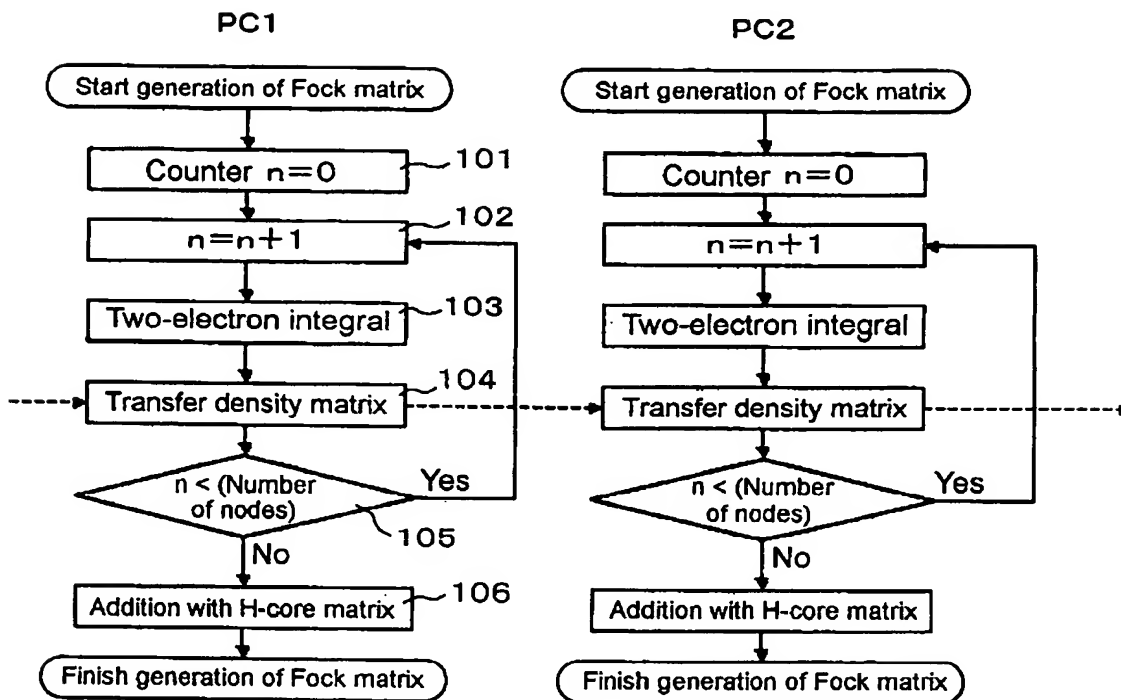 PC1
Start generation of Fock matrix
Counter n=0
101
n=n+1
102
Two-electron integral
103
Transfer density matrix
104
n < (Number
of nodes)
Yes
105
No
Addition with H-core matrix
106
Finish generation of Fock matrix
PC2
Start generation of Fock matrix
Counter n=0
n=n+1
Two-electron integral
Transfer density matrix
n < (Number
of nodes)
Yes
No
Addition with H-core matrix
Finish generation of Fock matrix